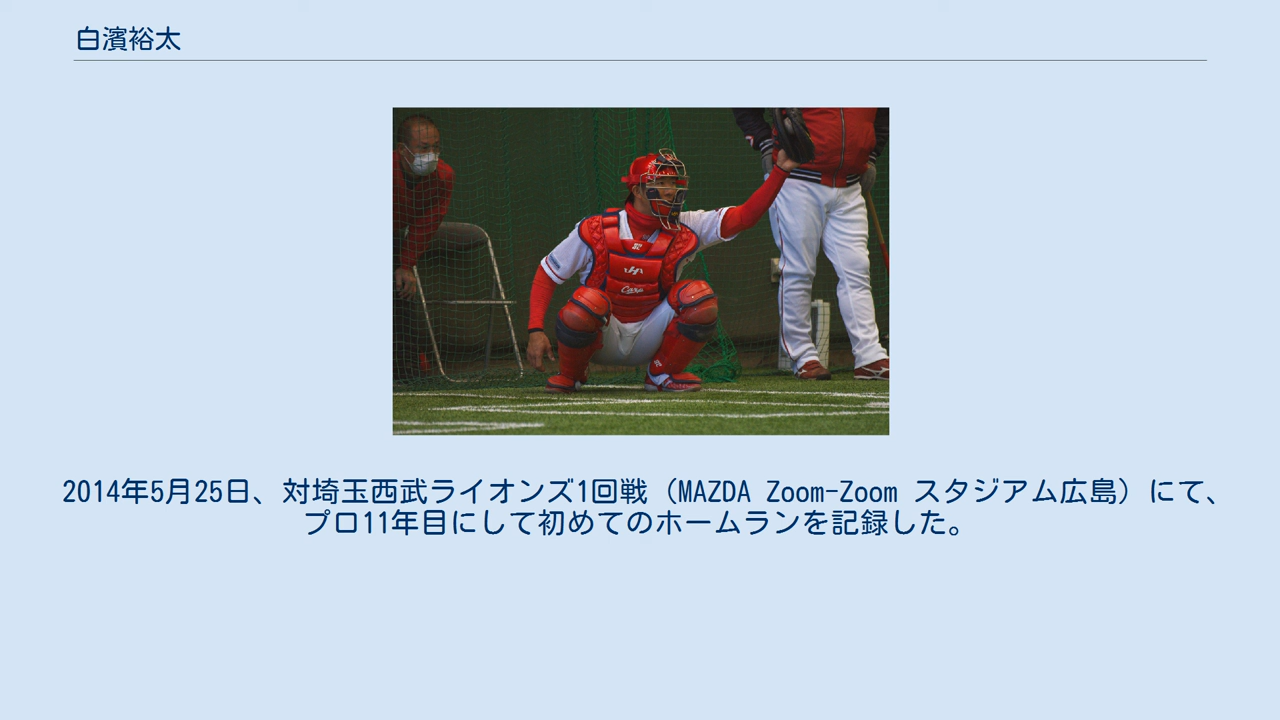 白濱裕太
Carp
2014年5月25日、対埼玉西武ライオンズ1回戦（MAZDA Zoom-Zoom スタジアム広島）にて、
プロ11年目にして初めてのホームランを記録した。